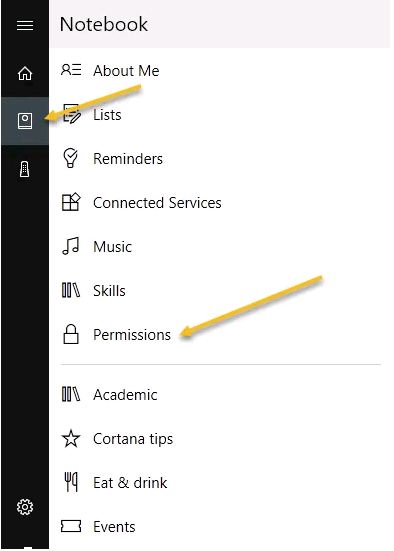 Notebook
About Me
Lists
Reminders
Connected Services
Music
Skills
Permissions
Academic
Cortana tips
Eat & drink
Events